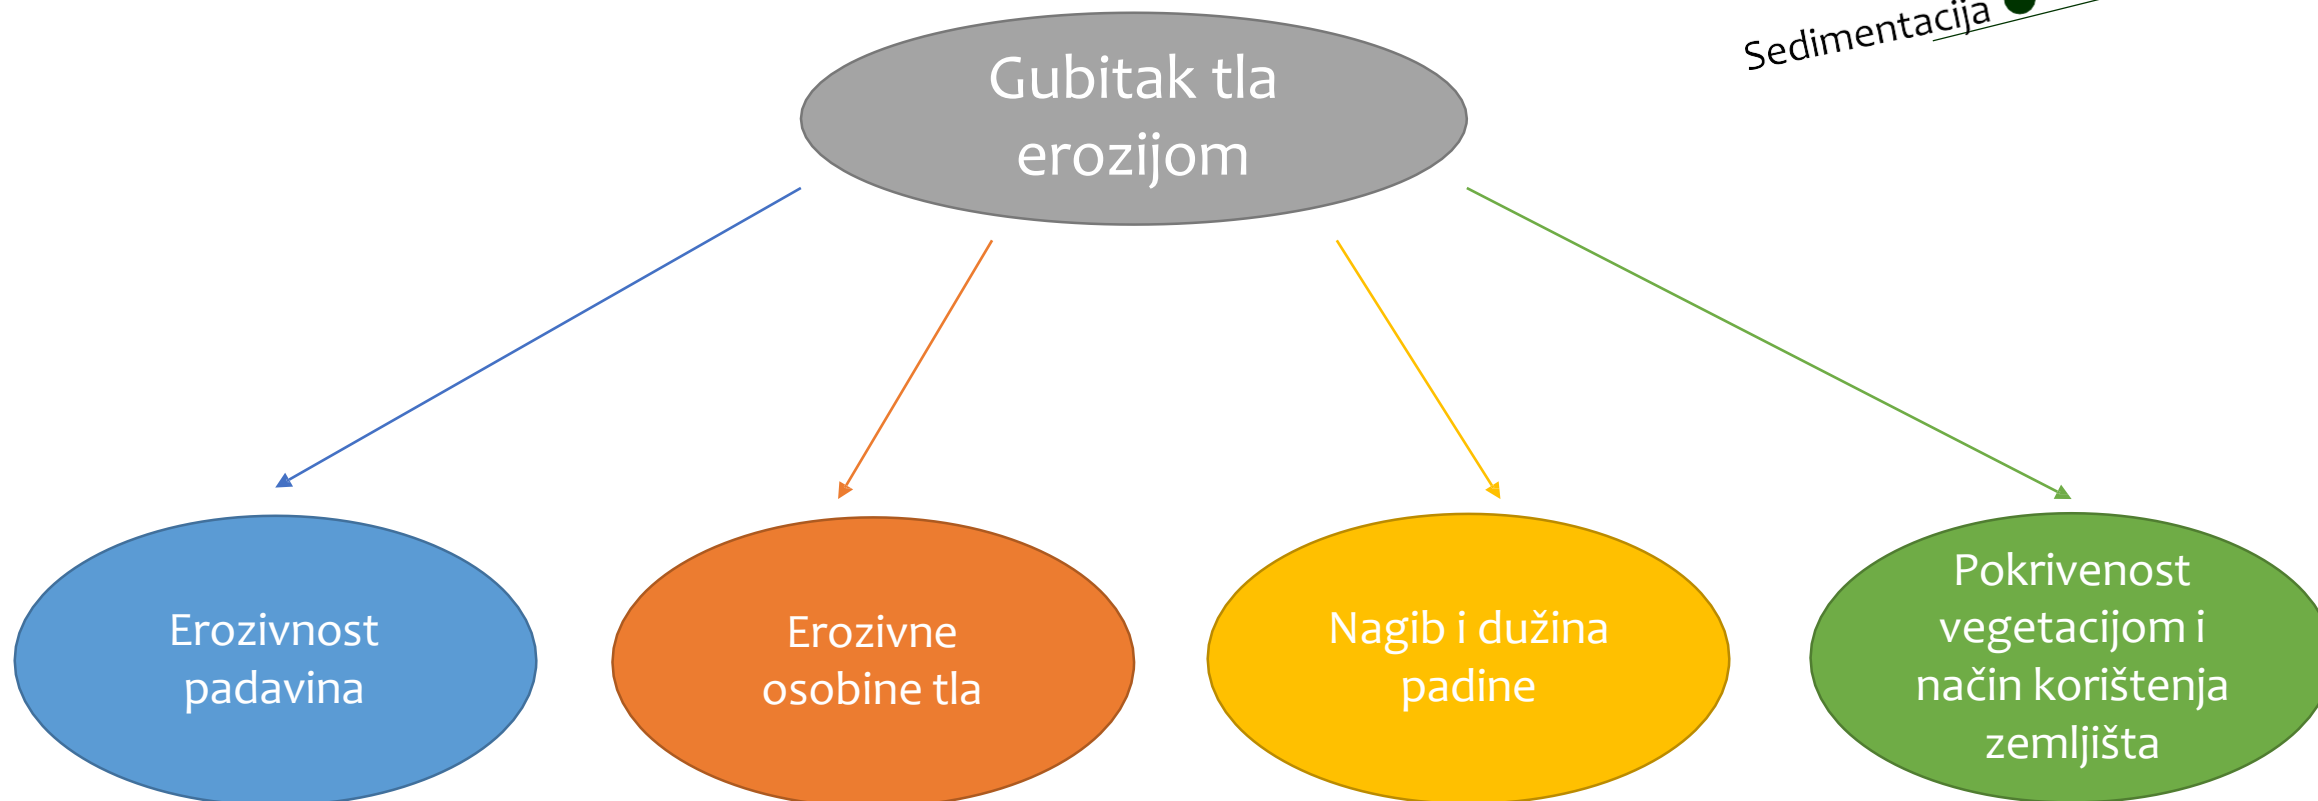 Sedimentacija
Gubitak tla
erozijom
Erozivnost
padavina
Erozivne
osobine tla
Nagib i dužina
padine
Pokrivenost
vegetacijom i
način korištenja
zemljišta